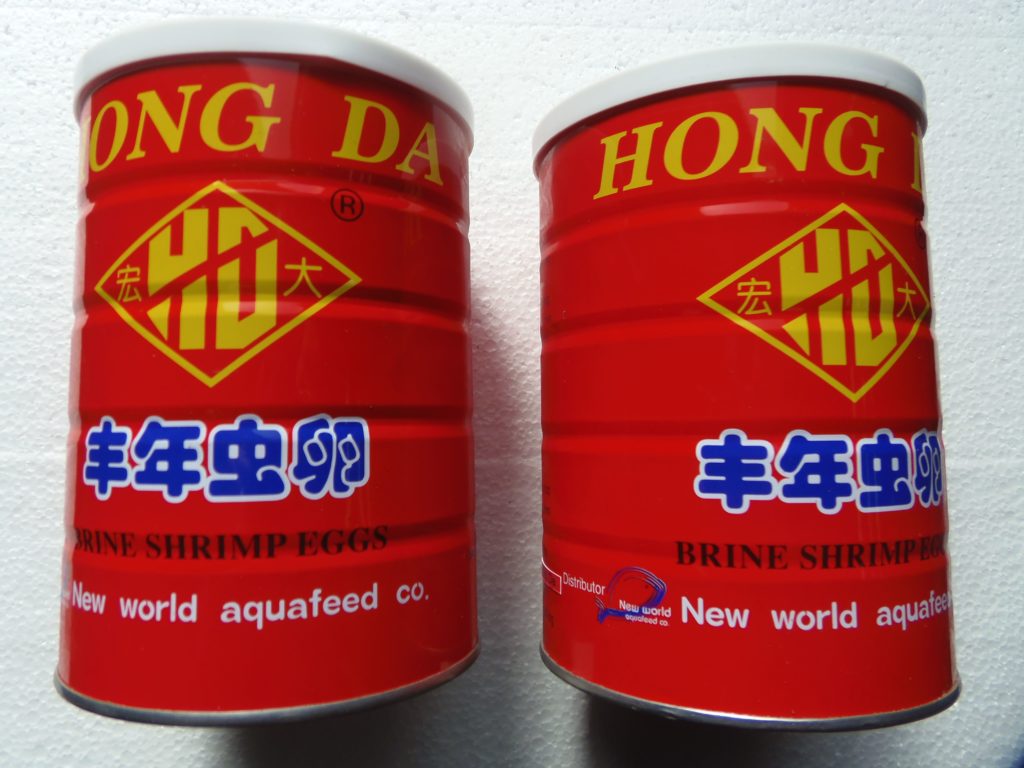 ONG DA
®
宏 HD 大
丰年虫卵
BRINE SHRIMP EGGS
New world aquafeed co.
HONG
宏 HD 大
丰年虫卵
BRINE SHRIMP
Distributor
New world
aquafeed co.
New world